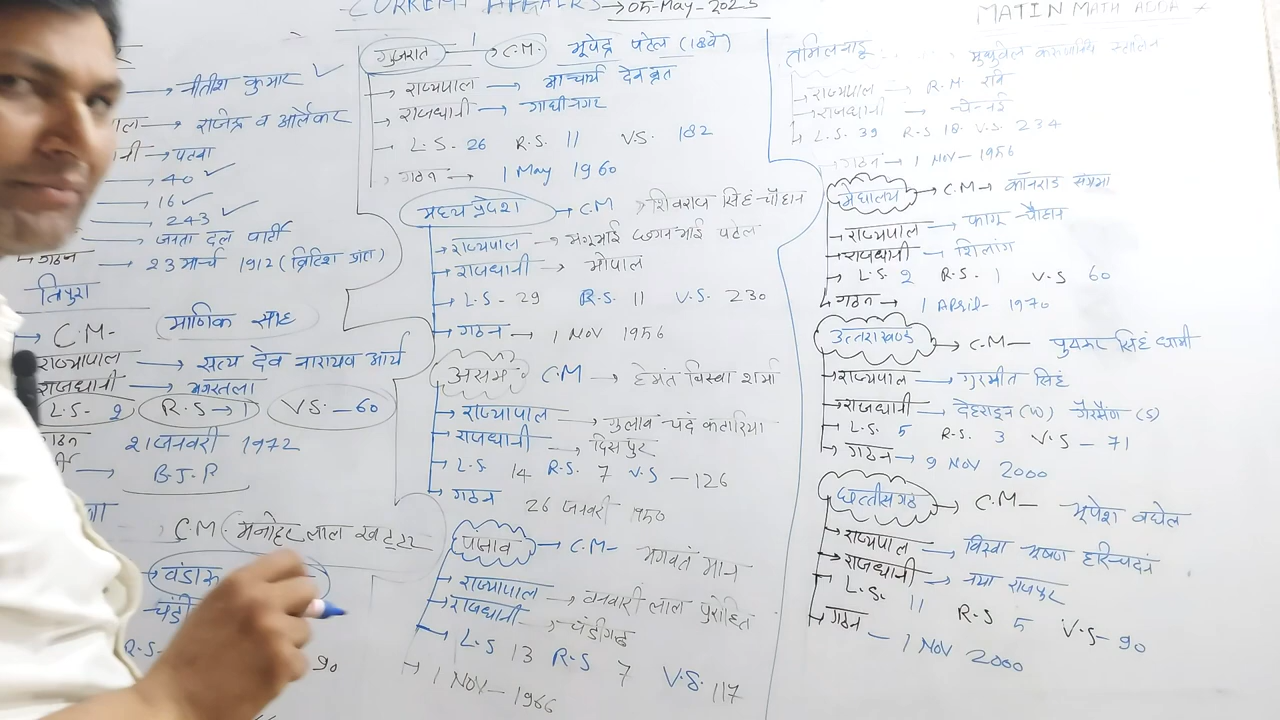 CURRENT AFFAIRS → 05-May-2023
MATIN MATH ADDA
→ नीतीश कुमार ✓
ाल → राजेन्द्र व आर्लेकर
ानी → पटना
→ 40 ✓
→ 16 ✓
→ 243 ✓
→ जनता दल पार्टी
गठन → 23 मार्च 1912 (ब्रिटिश
त्रिपुरा
→ C.M- माणिक साह
राज्यपाल → सत्य देव नारायण आर्य
राजधानी → अगरतला
L.S- 2 R.S → 1 V.S. - 60
गठन 21 जनवरी 1972
→ B.J.P
C.M. मनोहर लाल खट्टर
→ बंडारू
चंडी
R.S- 90
गुजरात → C.M. भूपेन्द्र पटेल (18वे)
→ राज्यपाल → आचार्य देवव्रत
→ राजधानी → गाधीनगर
→ L.S- 26 R.S. 11 V.S. 182
→ गठन → 1 May 1960
मध्य प्रदेश → C.M → शिवराज सिहं चौहान
→ राज्यपाल → मंगूभाई छगनभाई पटेल
→ राजधानी → भोपाल
→ L.S - 29 R.S. 11 V.S. 230
→ गठन → 1 NOV 1956
असम C.M → हेमंत बिस्वा शर्मा
→ राज्यापाल → गुलाब चंद कतारिया
→ राजधानी → दिसपुर
→ L.S. 14 R.S. 7 V.S - 126
→ गठन 26 जनवरी 1950
पंजाब → C.M- भगवंत मान
→ राज्यापाल → बनवारी लाल पुरोहित
→ राजधानी → चंडीगढ
→ L.S 13 R.S 7 V.S. 117
→ 1 NOV - 1966
तमिलनाडू मुथुवेल करूणानिधि स्टालिन
→ राज्यपाल → R.N रवि
→ राजधानी → चेन्नई
→ L.S. 39 R.S 18 V.S 234
→ गठन → 1 NOV - 1956
मेघालय → C.M → कॉनराड संगमा
→ राज्यपाल → फागू चौहान
→ राजधानी → शिलांग
→ L.S. 2 R.S. 1 V.S 60
→ गठन → 1 April- 1970
उत्तराखण्ड → C.M — पुष्कर सिहं धामी
→ राज्यपाल → गुरमीत सिहं
→ राजधानी → देहरादून (W) गैरसैंण (S)
→ L.S. 5 R.S. 3 V.S - 71
→ गठन → 9 NOV 2000
छत्तीसगढ → C.M — भूपेश बघेल
→ राज्यपाल → विस्वा भूषण हरिचदनं
→ राजधानी → नया रायपुर
→ L.S. 11 R.S 5 V.S- 90
→ गठन — 1 NOV 2000